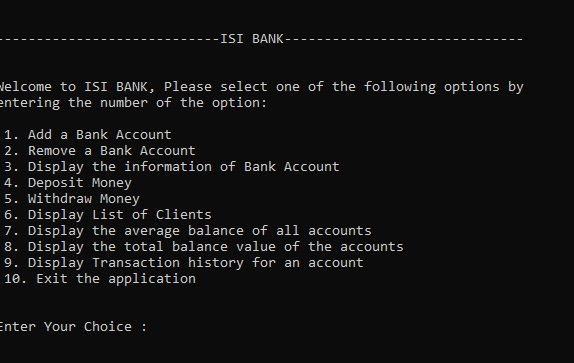 ---------------------------ISI BANK------------------------------
Welcome to ISI BANK, Please select one of the following options by
entering the number of the option:
1. Add a Bank Account
2. Remove a Bank Account
3. Display the information of Bank Account
4. Deposit Money
5. Withdraw Money
6. Display List of Clients
7. Display the average balance of all accounts
8. Display the total balance value of the accounts
9. Display Transaction history for an account
10. Exit the application
Enter Your Choice :